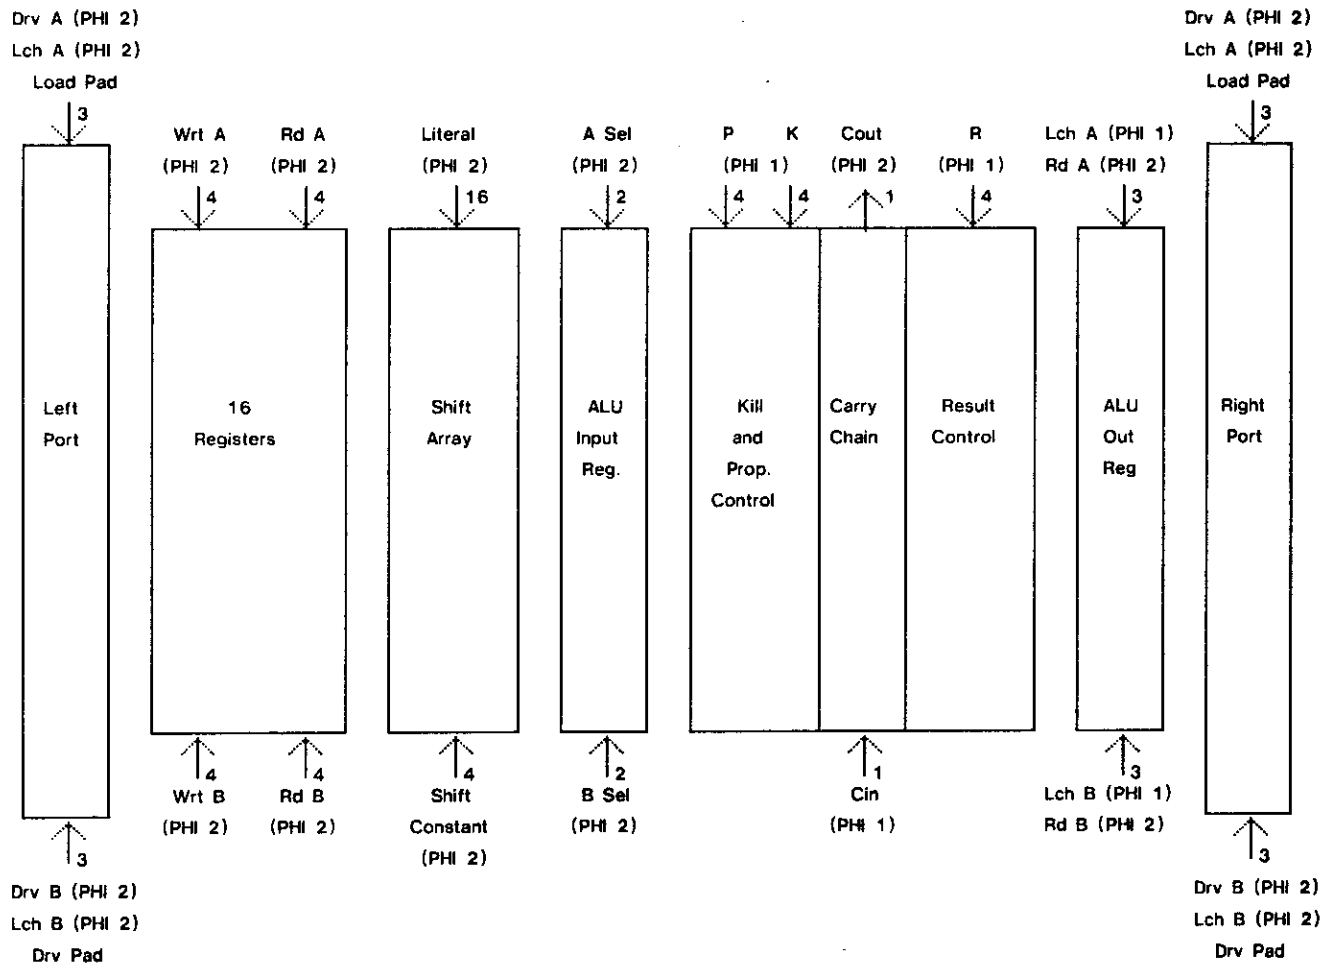 Drv A (PHI 2)
Lch A (PHI 2)
Load Pad
3
Drv A (PHI 2)
Lch A (PHI 2)
Load Pad
3
Wrt A
(PHI 2)
4
Rd A
(PHI 2)
4
Literal
(PHI 2)
16
A Sel
(PHI 2)
2
P K
(PHI 1)
4 4
Cout
(PHI 2)
1
R
(PHI 1)
4
Lch A (PHI 1)
Rd A (PHI 2)
3
Left
Port
16
Registers
Shift
Array
ALU
Input
Reg.
Kill
and
Prop.
Control
Carry
Chain
Result
Control
ALU
Out
Reg
Right
Port
4
Wrt B
(PHI 2)
4
Rd B
(PHI 2)
4
Shift
Constant
(PHI 2)
2
B Sel
(PHI 2)
1
Cin
(PHI 1)
3
Lch B (PHI 1)
Rd B (PHI 2)
3
Drv B (PHI 2)
Lch B (PHI 2)
Drv Pad
3
Drv B (PHI 2)
Lch B (PHI 2)
Drv Pad